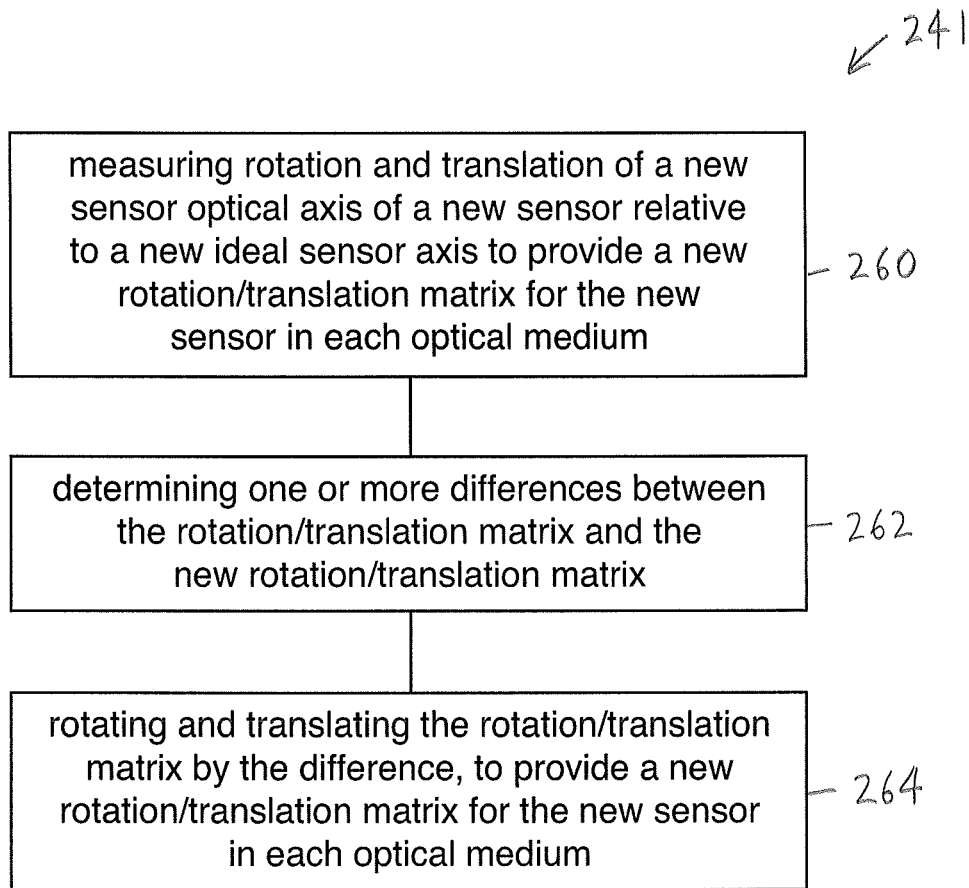 241
measuring rotation and translation of a new
sensor optical axis of a new sensor relative
to a new ideal sensor axis to provide a new
rotation/translation matrix for the new
sensor in each optical medium
260
determining one or more differences between
the rotation/translation matrix and the
new rotation/translation matrix
262
rotating and translating the rotation/translation
matrix by the difference, to provide a new
rotation/translation matrix for the new sensor
in each optical medium
264